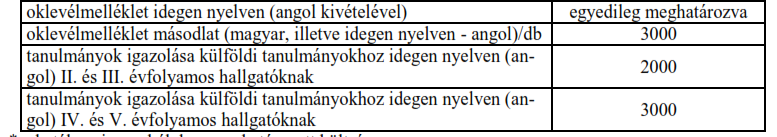 oklevélmelléklet idegen nyelven (angol kivételével) egyedileg meghatározva
oklevélmelléklet másodlat (magyar, illetve idegen nyelven - angol)/db 3000
tanulmányok igazolása külföldi tanulmányokhoz idegen nyelven (an-
gol) II. és III. évfolyamos hallgatóknak 2000
tanulmányok igazolása külföldi tanulmányokhoz idegen nyelven (an-
gol) IV. és V. évfolyamos hallgatóknak 3000